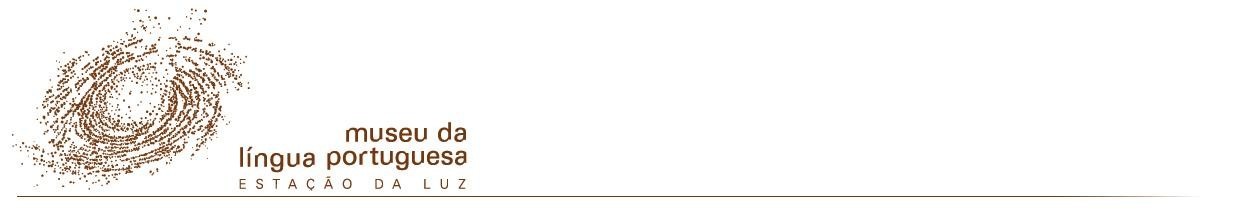 museu da
língua portuguesa
ESTAÇÃO DA LUZ